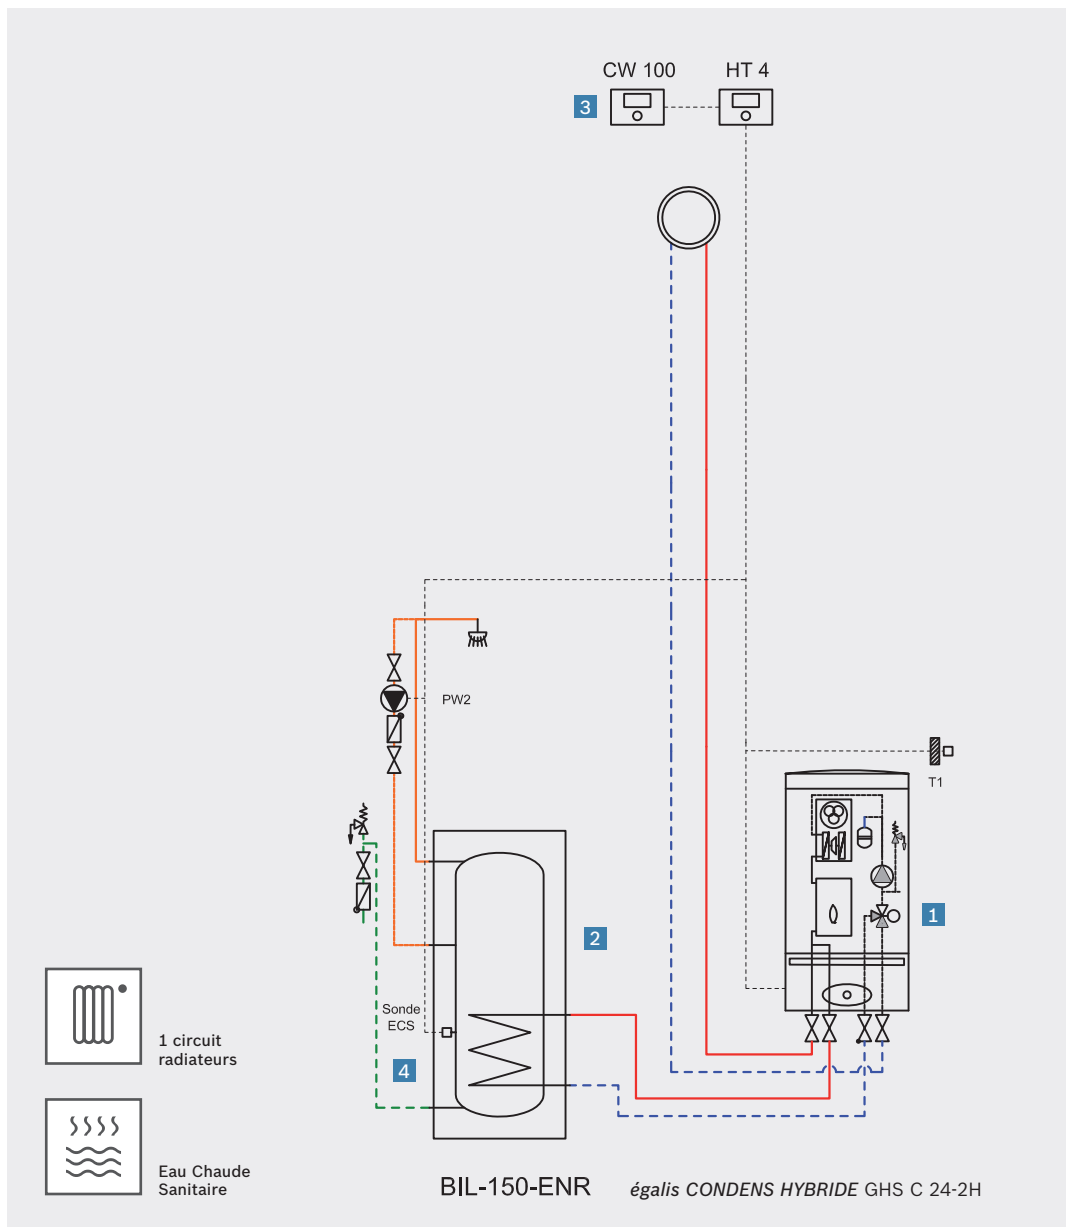 CW 100
HT 4
3
PW2
T1
1
2
Sonde
ECS
4
1 circuit
radiateurs
Eau Chaude
Sanitaire
BIL-150-ENR
égalis CONDENS HYBRIDE GHS C 24-2H